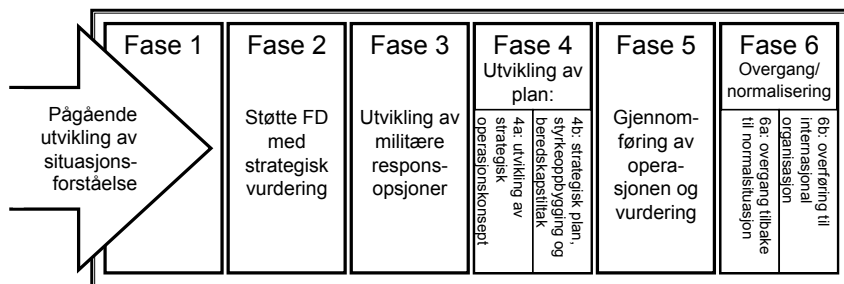 Fase 1
Pågående
utvikling av
situasjons-
forståelse
Fase 2
Støtte FD
med
strategisk
vurdering
Fase 3
Utvikling av
militære
respons-
opsjoner
Fase 4
Utvikling av
plan:
4a: utvikling av
strategisk
operasjonskonsept
4b: strategisk plan,
styrkeoppbygging og
beredskapstiltak
Fase 5
Gjennom-
føring av
opera-
sjonen og
vurdering
Fase 6
Overgang/
normalisering
6a: overgang tilbake
til normalsituasjon
6b: overføring til
internasjonal
organisasjon